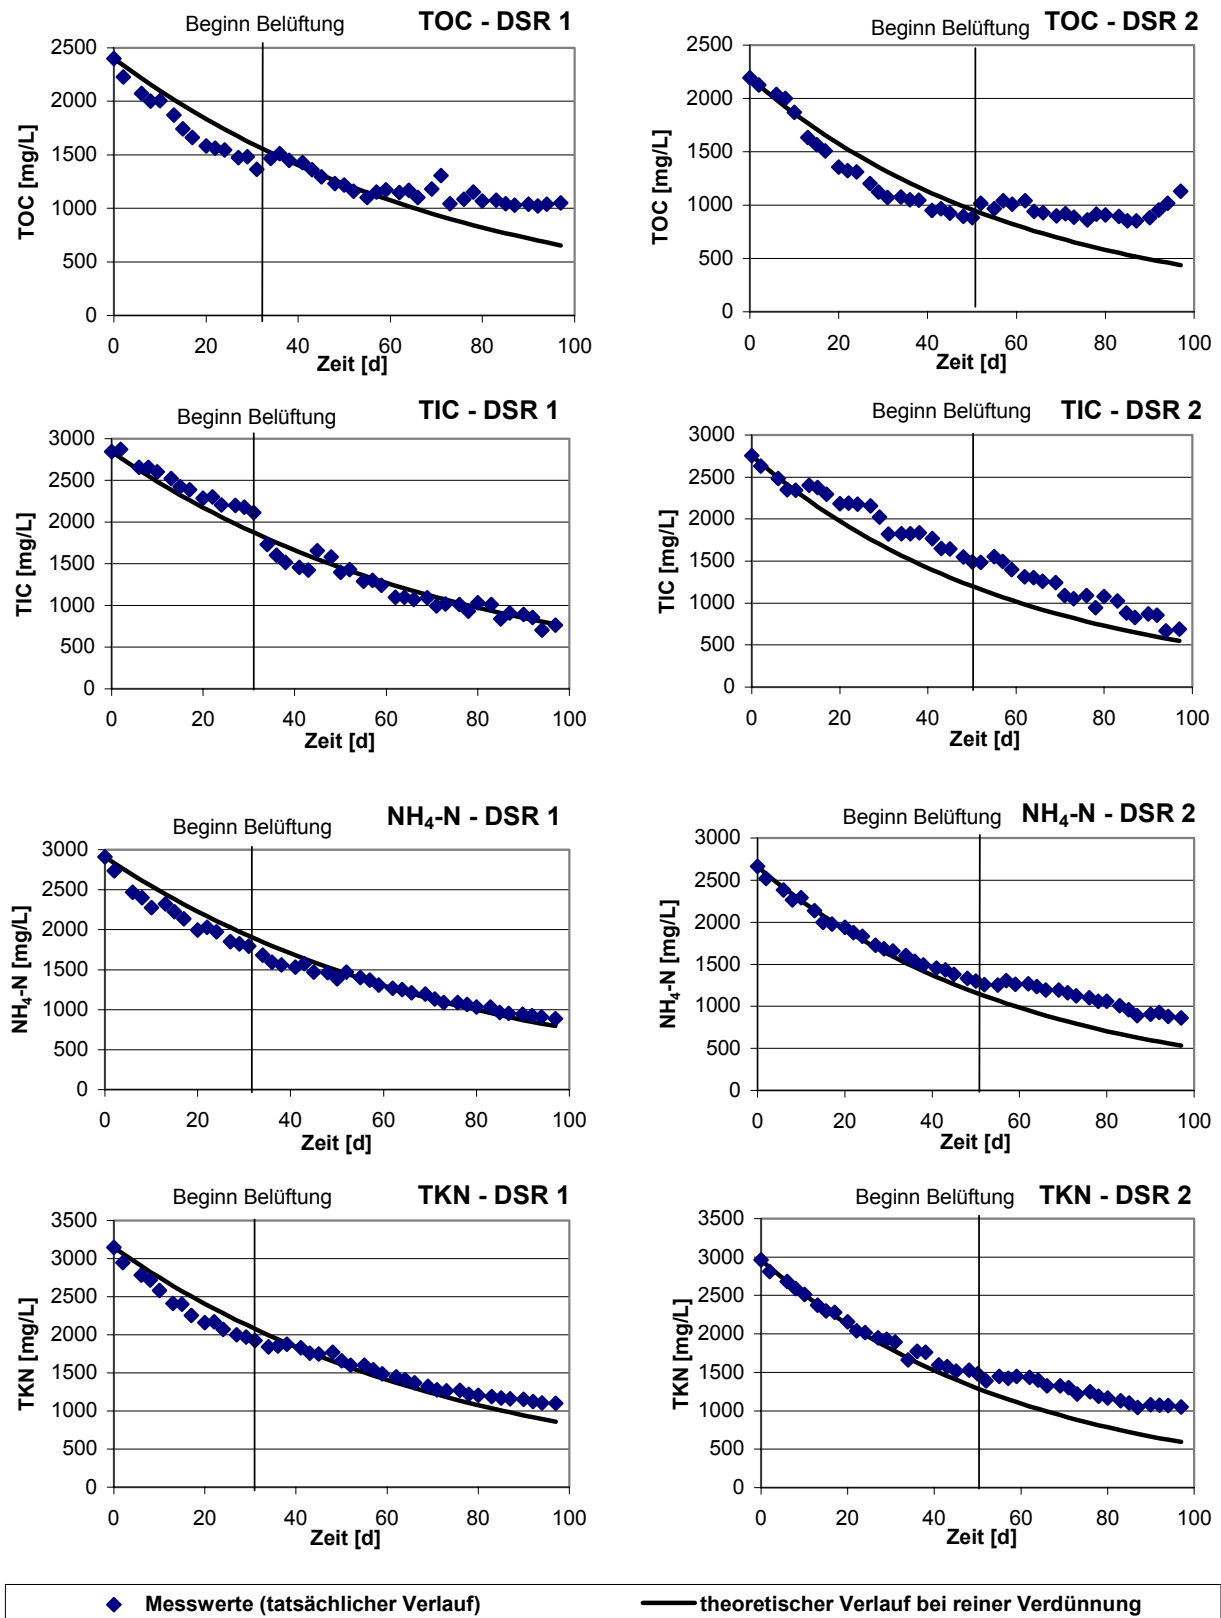 Beginn Belüftung
TOC - DSR 1
2500
2000
1500
1000
500
0
TOC [mg/L]
0 20 40 60 80 100
Zeit [d]
Beginn Belüftung
TOC - DSR 2
2500
2000
1500
1000
500
0
TOC [mg/L]
0 20 40 60 80 100
Zeit [d]
Beginn Belüftung
TIC - DSR 1
3000
2500
2000
1500
1000
500
0
TIC [mg/L]
0 20 40 60 80 100
Zeit [d]
Beginn Belüftung
TIC - DSR 2
3000
2500
2000
1500
1000
500
0
TIC [mg/L]
0 20 40 60 80 100
Zeit [d]
Beginn Belüftung
NH₄-N - DSR 1
3000
2500
2000
1500
1000
500
0
NH₄-N [mg/L]
0 20 40 60 80 100
Zeit [d]
Beginn Belüftung
NH₄-N - DSR 2
3000
2500
2000
1500
1000
500
0
NH₄-N [mg/L]
0 20 40 60 80 100
Zeit [d]
Beginn Belüftung
TKN - DSR 1
3500
3000
2500
2000
1500
1000
500
0
TKN [mg/L]
0 20 40 60 80 100
Zeit [d]
Beginn Belüftung
TKN - DSR 2
3500
3000
2500
2000
1500
1000
500
0
TKN [mg/L]
0 20 40 60 80 100
Zeit [d]
Messwerte (tatsächlicher Verlauf)
theoretischer Verlauf bei reiner Verdünnung